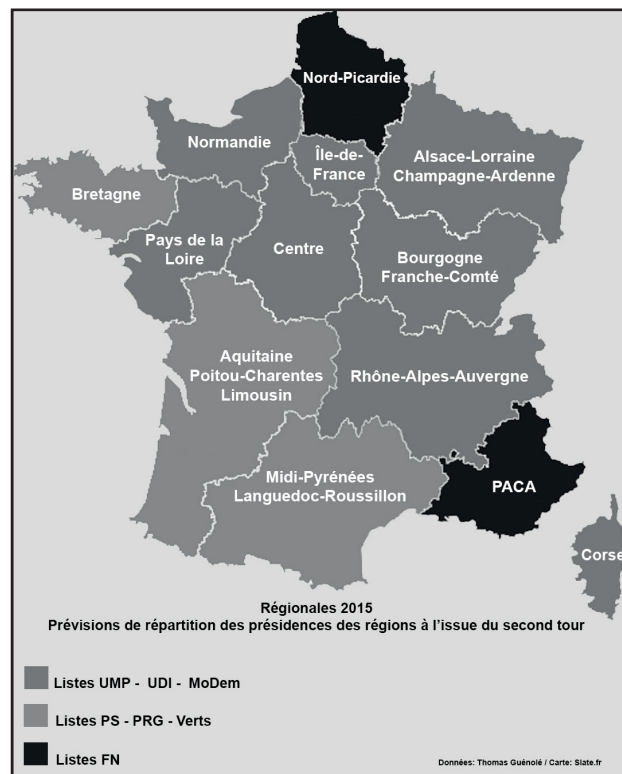 Nord-Picardie
Normandie
Île-de-
France
Alsace-Lorraine
Champagne-Ardenne
Bretagne
Pays de la
Loire
Centre
Bourgogne
Franche-Comté
Aquitaine
Poitou-Charentes
Limousin
Rhône-Alpes-Auvergne
Midi-Pyrénées
Languedoc-Roussillon
PACA
Corse
Régionales 2015
Prévisions de répartition des présidences des régions à l'issue du second tour
Listes UMP - UDI - MoDem
Listes PS - PRG - Verts
Listes FN
Données: Thomas Guénolé / Carte: Slate.fr